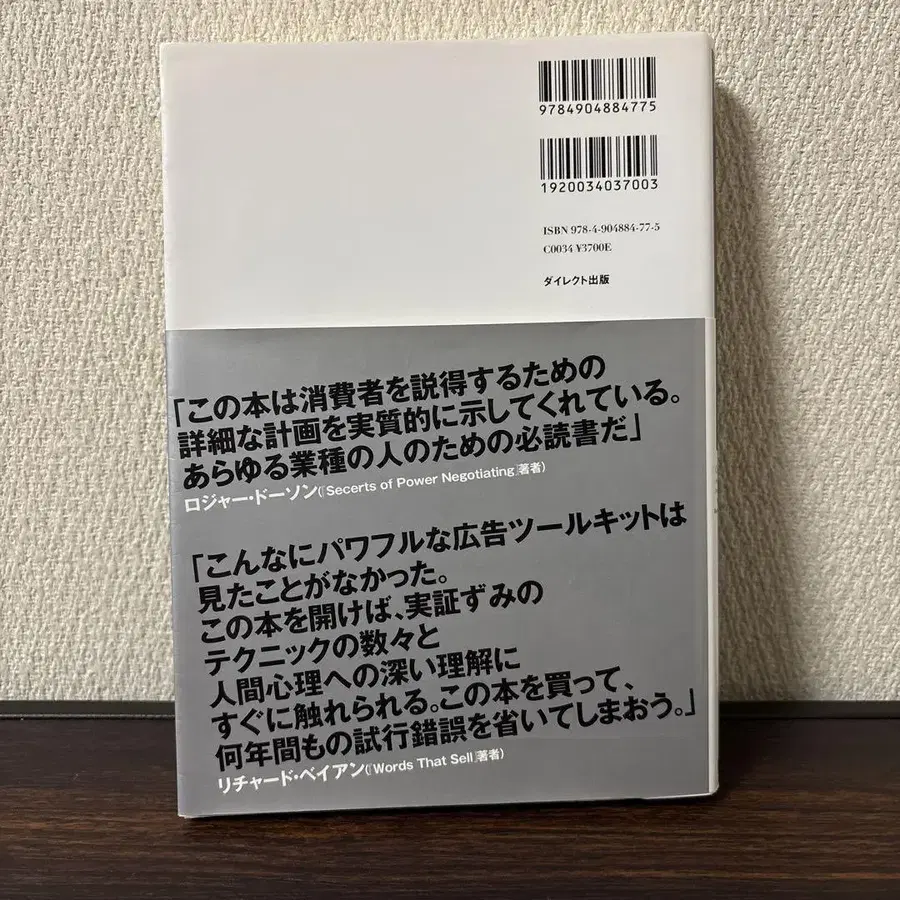 9784904884775
1920034037003
ISBN 978-4-904884-77-5
C0034 ¥3700E
ダイレクト出版
「この本は消費者を説得するための
詳細な計画を実質的に示してくれている。
あらゆる業種の人のための必読書だ」
ロジャー・ドーソン(『Secerts of Power Negotiating』著者)
「こんなにパワフルな広告ツールキットは
見たことがなかった。
この本を開けば、実証ずみの
テクニックの数々と
人間心理への深い理解に
すぐに触れられる。この本を買って、
何年間もの試行錯誤を省いてしまおう。」
リチャード・ベイアン(『Words That Sell』著者)